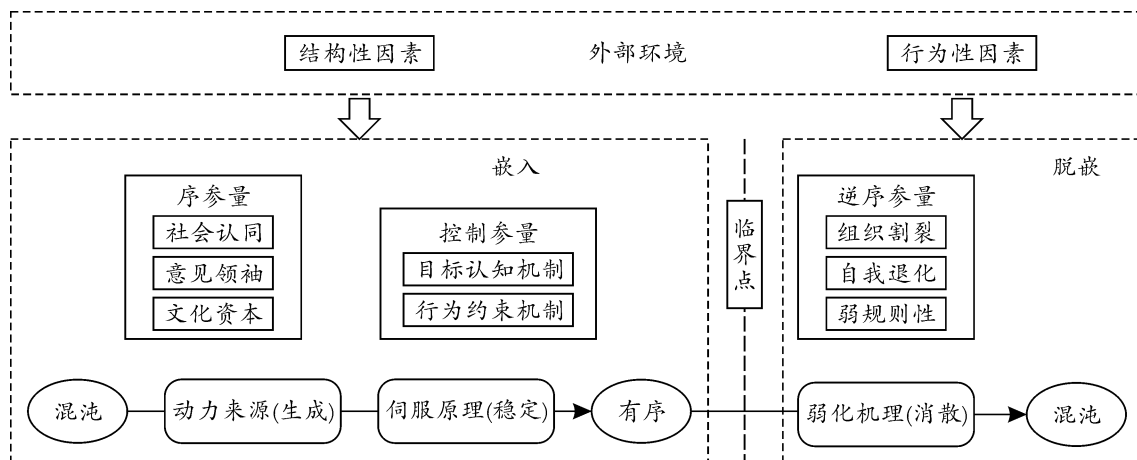 结构性因素
外部环境
行为性因素
嵌入
序参量
社会认同
意见领袖
文化资本
控制参量
目标认知机制
行为约束机制
临界点
脱嵌
逆序参量
组织割裂
自我退化
弱规则性
混沌
动力来源(生成)
伺服原理(稳定)
有序
弱化机理(消散)
混沌